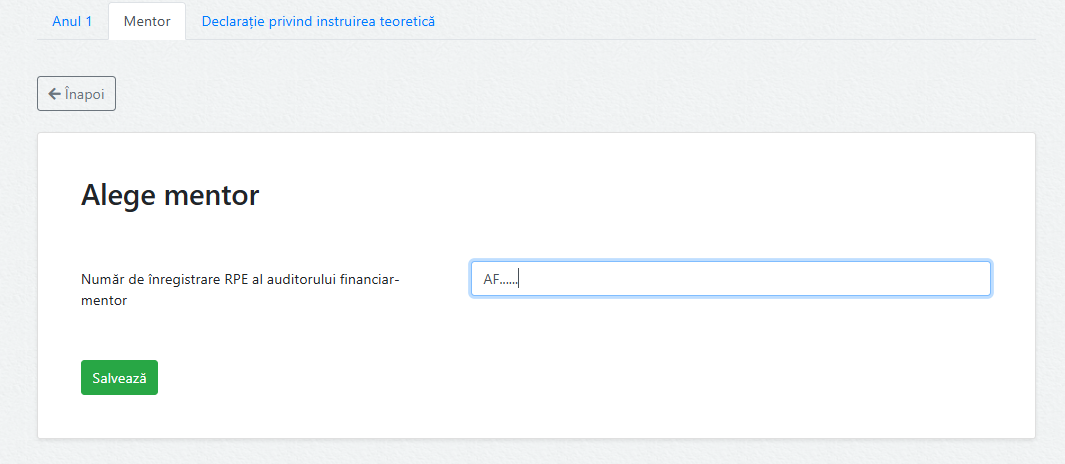 Anul 1 Mentor Declarație privind instruirea teoretică
← Înapoi
Alege mentor
Număr de înregistrare RPE al auditorului financiar-
mentor
AF......
Salvează